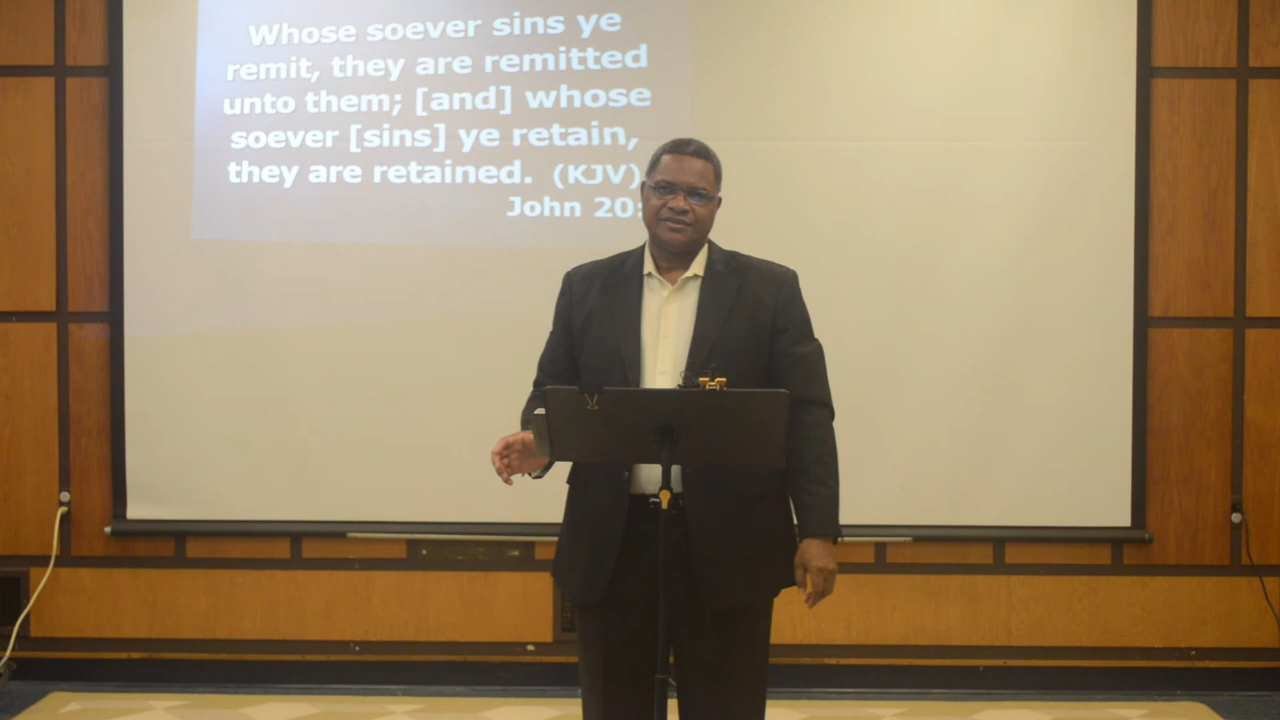 Whose soever sins ye
remit, they are remitted
unto them; [and] whose
soever [sins] ye retain,
they are retained. (KJV)
John 20: